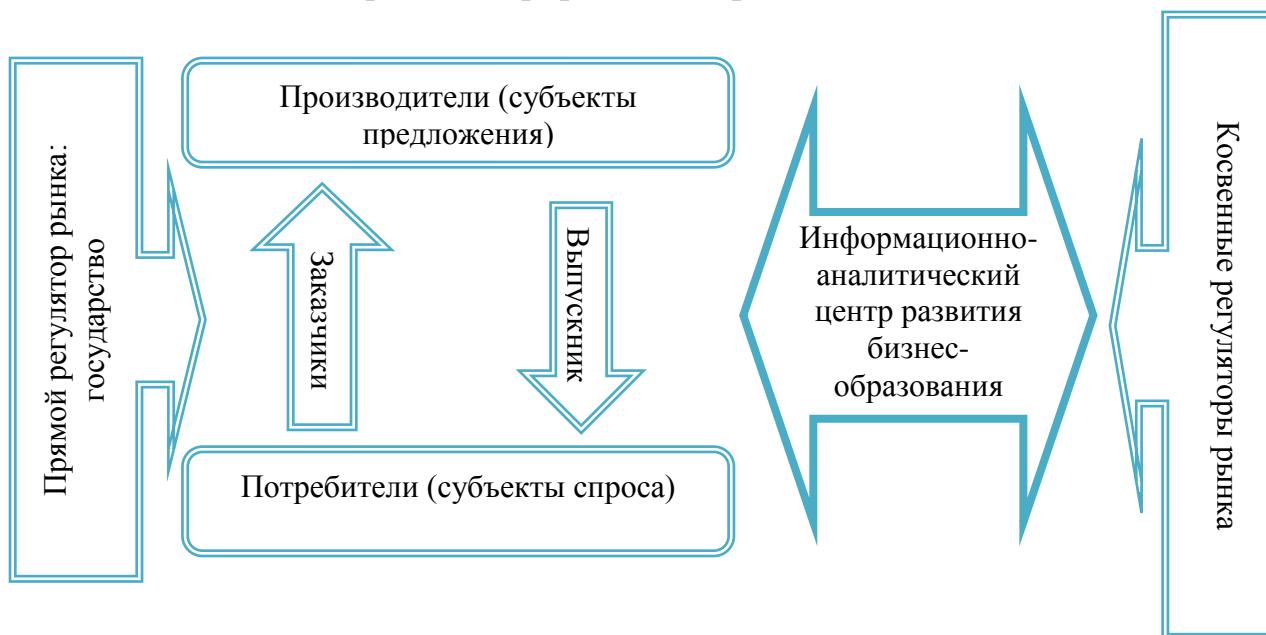 Прямой регулятор рынка:
государство
Производители (субъекты
предложения)
Заказчики
Выпускник
Потребители (субъекты спроса)
Информационно-
аналитический
центр развития
бизнес-
образования
Косвенные регуляторы рынка